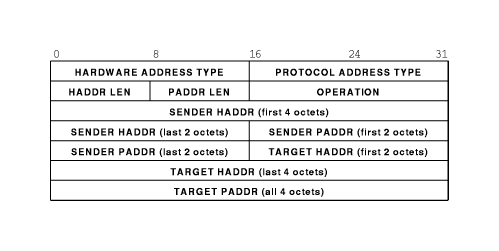 0 8 16 24 31
HARDWARE ADDRESS TYPE PROTOCOL ADDRESS TYPE
HADDR LEN PADDR LEN OPERATION
SENDER HADDR (first 4 octets)
SENDER HADDR (last 2 octets) SENDER PADDR (first 2 octets)
SENDER PADDR (last 2 octets) TARGET HADDR (first 2 octets)
TARGET HADDR (last 4 octets)
TARGET PADDR (all 4 octets)